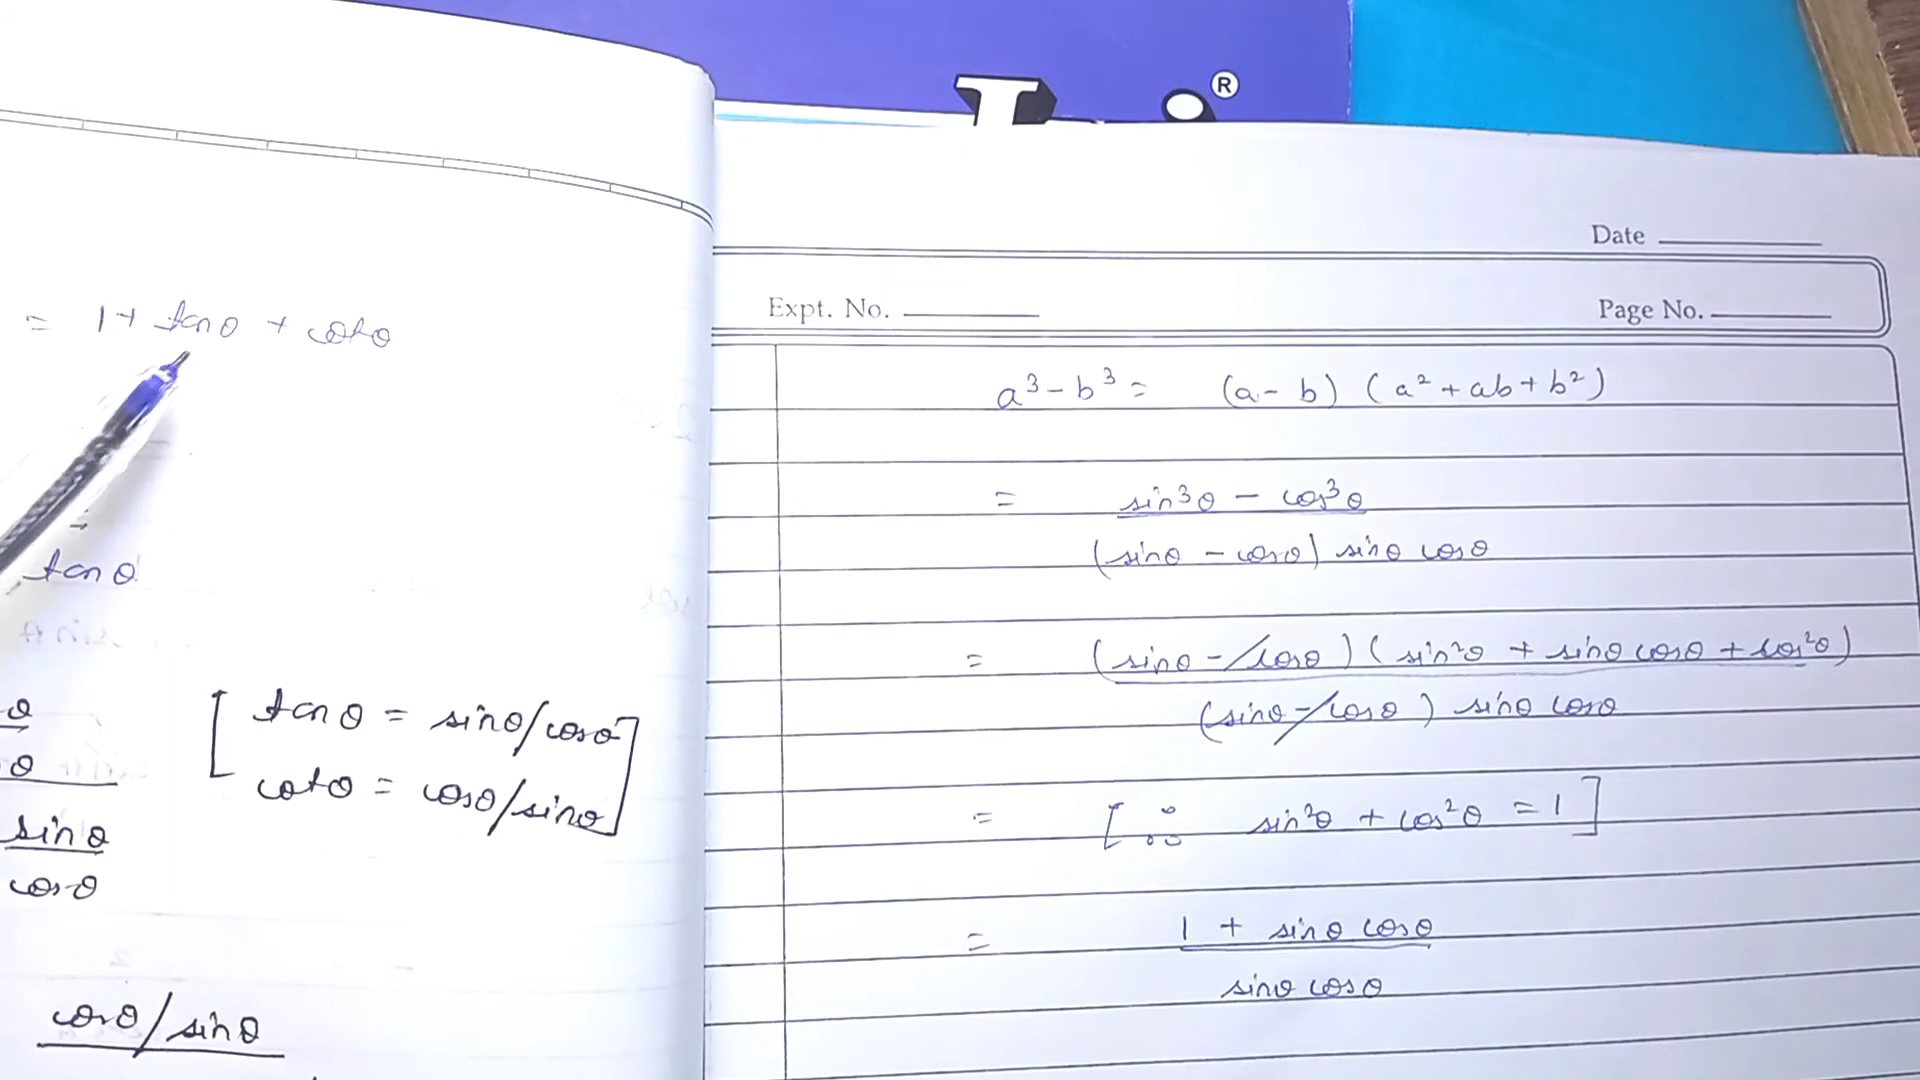 = 1 + tanθ + cotθ
tanθ
θ
θ
sinθ
cosθ
[ tanθ = sinθ/cosθ
cotθ = cosθ/sinθ ]
cosθ/sinθ
®
Date
Expt. No.
Page No.
a³ - b³ = (a - b) (a² + ab + b²)
= sin³θ - cos³θ
(sinθ - cosθ) sinθ cosθ
= (sinθ - cosθ) (sin²θ + sinθ cosθ + cos²θ)
(sinθ - cosθ) sinθ cosθ
= [ ∵ sin²θ + cos²θ = 1 ]
= 1 + sinθ cosθ
sinθ cosθ